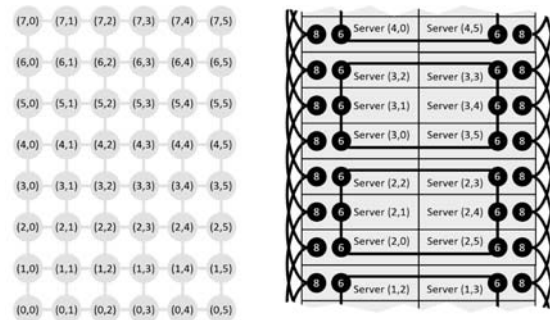 (7,0) (7,1) (7,2) (7,3) (7,4) (7,5)
(6,0) (6,1) (6,2) (6,3) (6,4) (6,5)
(5,0) (5,1) (5,2) (5,3) (5,4) (5,5)
(4,0) (4,1) (4,2) (4,3) (4,4) (4,5)
(3,0) (3,1) (3,2) (3,3) (3,4) (3,5)
(2,0) (2,1) (2,2) (2,3) (2,4) (2,5)
(1,0) (1,1) (1,2) (1,3) (1,4) (1,5)
(0,0) (0,1) (0,2) (0,3) (0,4) (0,5)
8 6 Server (4,0) Server (4,5) 6 8
8 6 Server (3,2) Server (3,3) 6 8
8 6 Server (3,1) Server (3,4) 6 8
8 6 Server (3,0) Server (3,5) 6 8
8 6 Server (2,2) Server (2,3) 6 8
8 6 Server (2,1) Server (2,4) 6 8
8 6 Server (2,0) Server (2,5) 6 8
8 6 Server (1,2) Server (1,3) 6 8